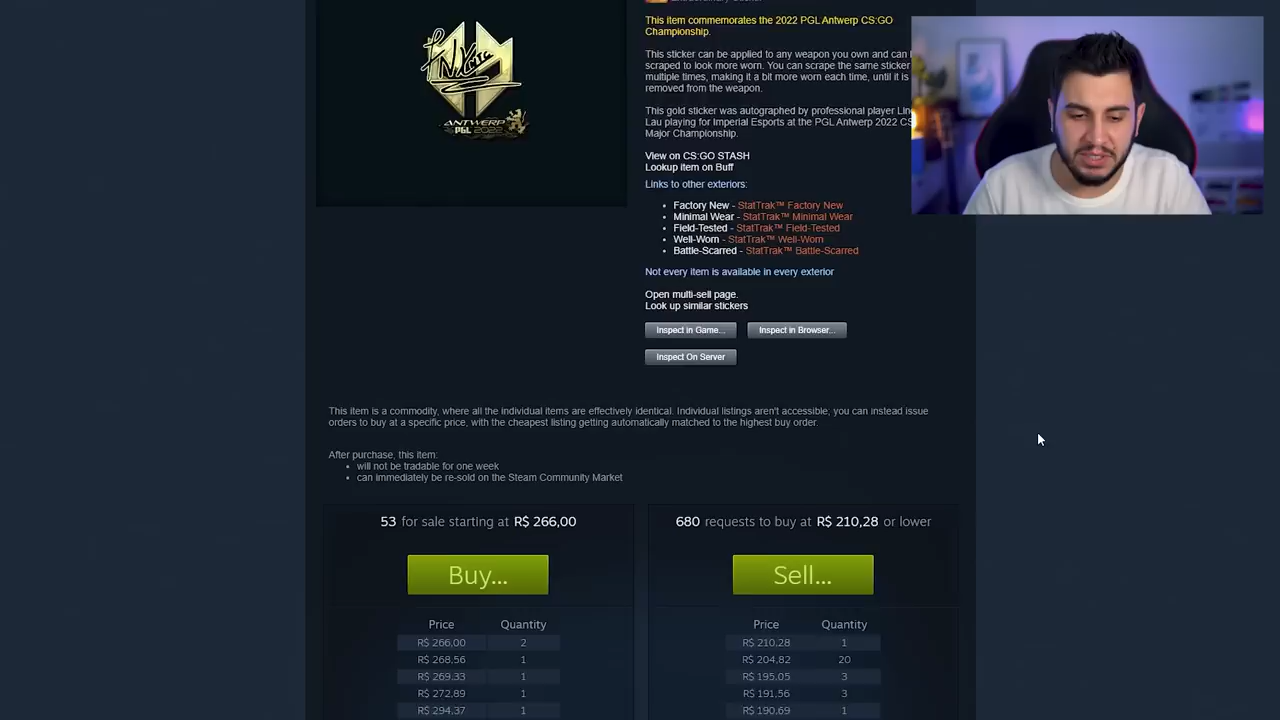 This item commemorates the 2022 PGL Antwerp CS:GO
Championship.
This sticker can be applied to any weapon you own and can
scraped to look more worn. You can scrape the same sticker
multiple times, making it a bit more worn each time, until it is
removed from the weapon.
This gold sticker was autographed by professional player
Lau playing for Imperial Esports at the PGL Antwerp 2022
Major Championship.
ANTWERP
PGL 2022
View on CS:GO STASH
Lookup item on Buff
Links to other exteriors:
Factory New - StatTrak™ Factory New
Minimal Wear - StatTrak™ Minimal Wear
Field-Tested - StatTrak™ Field-Tested
Well-Worn - StatTrak™ Well-Worn
Battle-Scarred - StatTrak™ Battle-Scarred
Not every item is available in every exterior
Open multi-sell page.
Look up similar stickers
Inspect in Game... Inspect in Browser...
Inspect On Server
This item is a commodity, where all the individual items are effectively identical. Individual listings aren't accessible, you can instead issue
orders to buy at a specific price, with the cheapest listing getting automatically matched to the highest buy order.
After purchase, this item:
will not be tradable for one week
can immediately be re-sold on the Steam Community Market
53 for sale starting at R$ 266,00
680 requests to buy at R$ 210,28 or lower
Buy...
Sell...
Price Quantity
R$ 266,00 2
R$ 268,56 1
R$ 269,33 1
R$ 272,89 1
R$ 294,37 1
Price Quantity
R$ 210,28 1
R$ 204,82 20
R$ 195,05 3
R$ 191,56 3
R$ 190,69 1